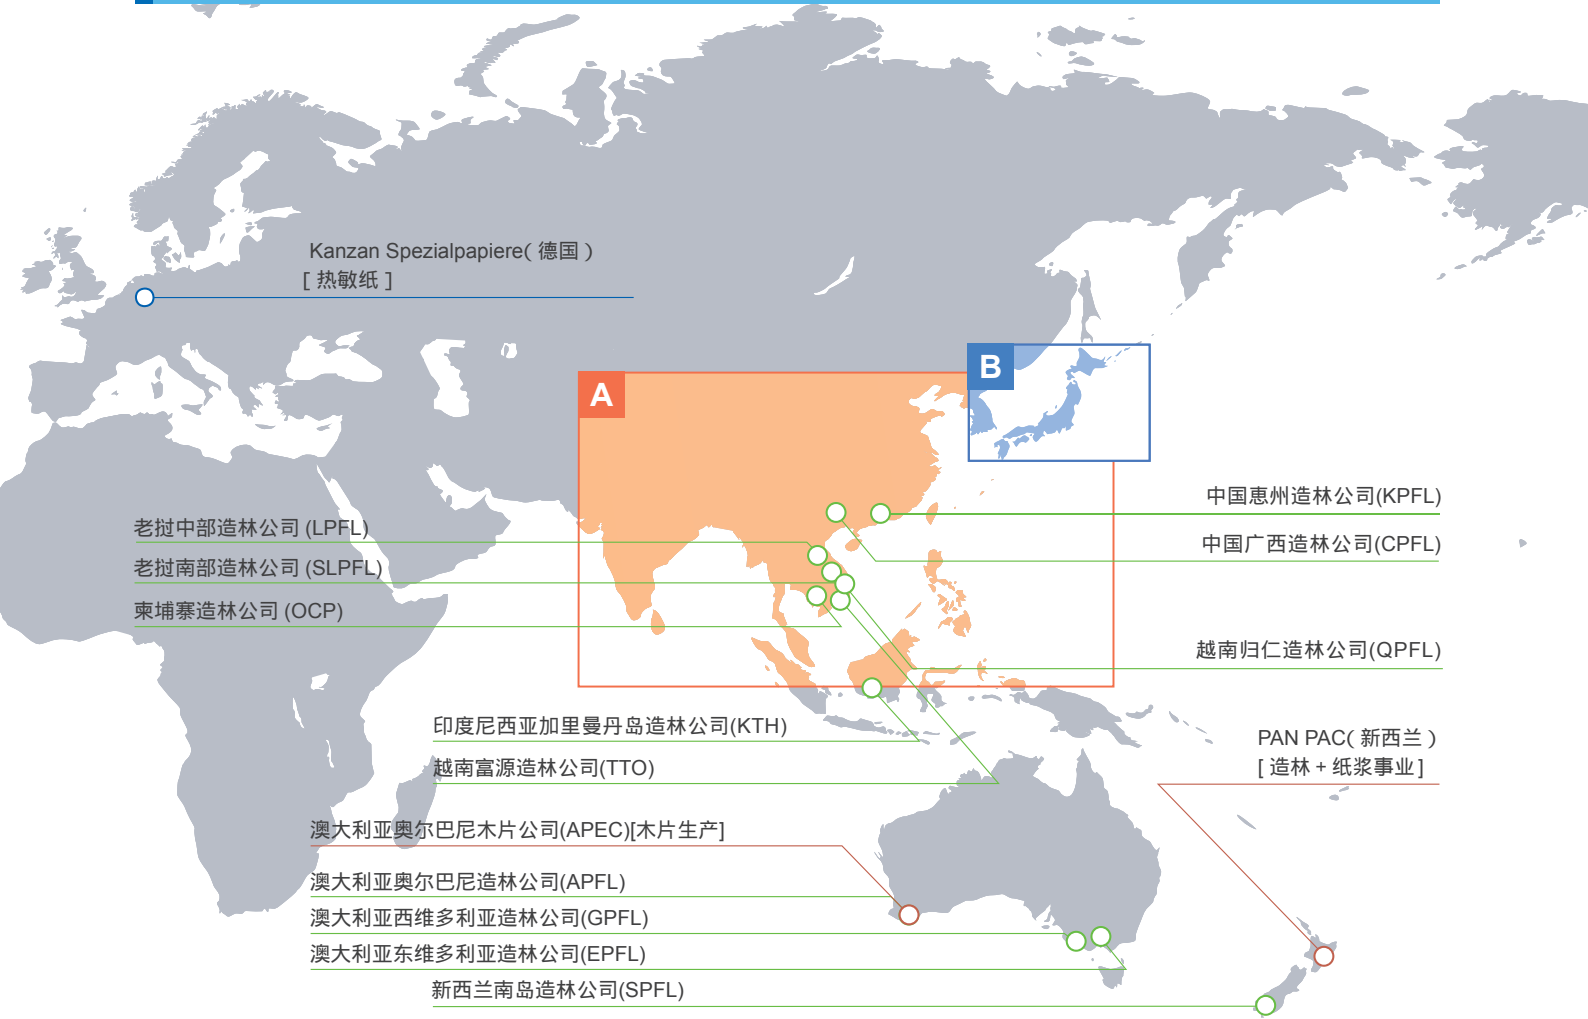 Kanzan Spezialpapiere( 德国 )
[ 热敏纸 ]
B
A
中国惠州造林公司(KPFL)
老挝中部造林公司 (LPFL)
中国广西造林公司(CPFL)
老挝南部造林公司 (SLPFL)
柬埔寨造林公司 (OCP)
越南归仁造林公司(QPFL)
印度尼西亚加里曼丹岛造林公司(KTH)
PAN PAC( 新西兰 )
[ 造林 + 纸浆事业 ]
越南富源造林公司(TTO)
澳大利亚奥尔巴尼木片公司(APEC)[木片生产]
澳大利亚奥尔巴尼造林公司(APFL)
澳大利亚西维多利亚造林公司(GPFL)
澳大利亚东维多利亚造林公司(EPFL)
新西兰南岛造林公司(SPFL)